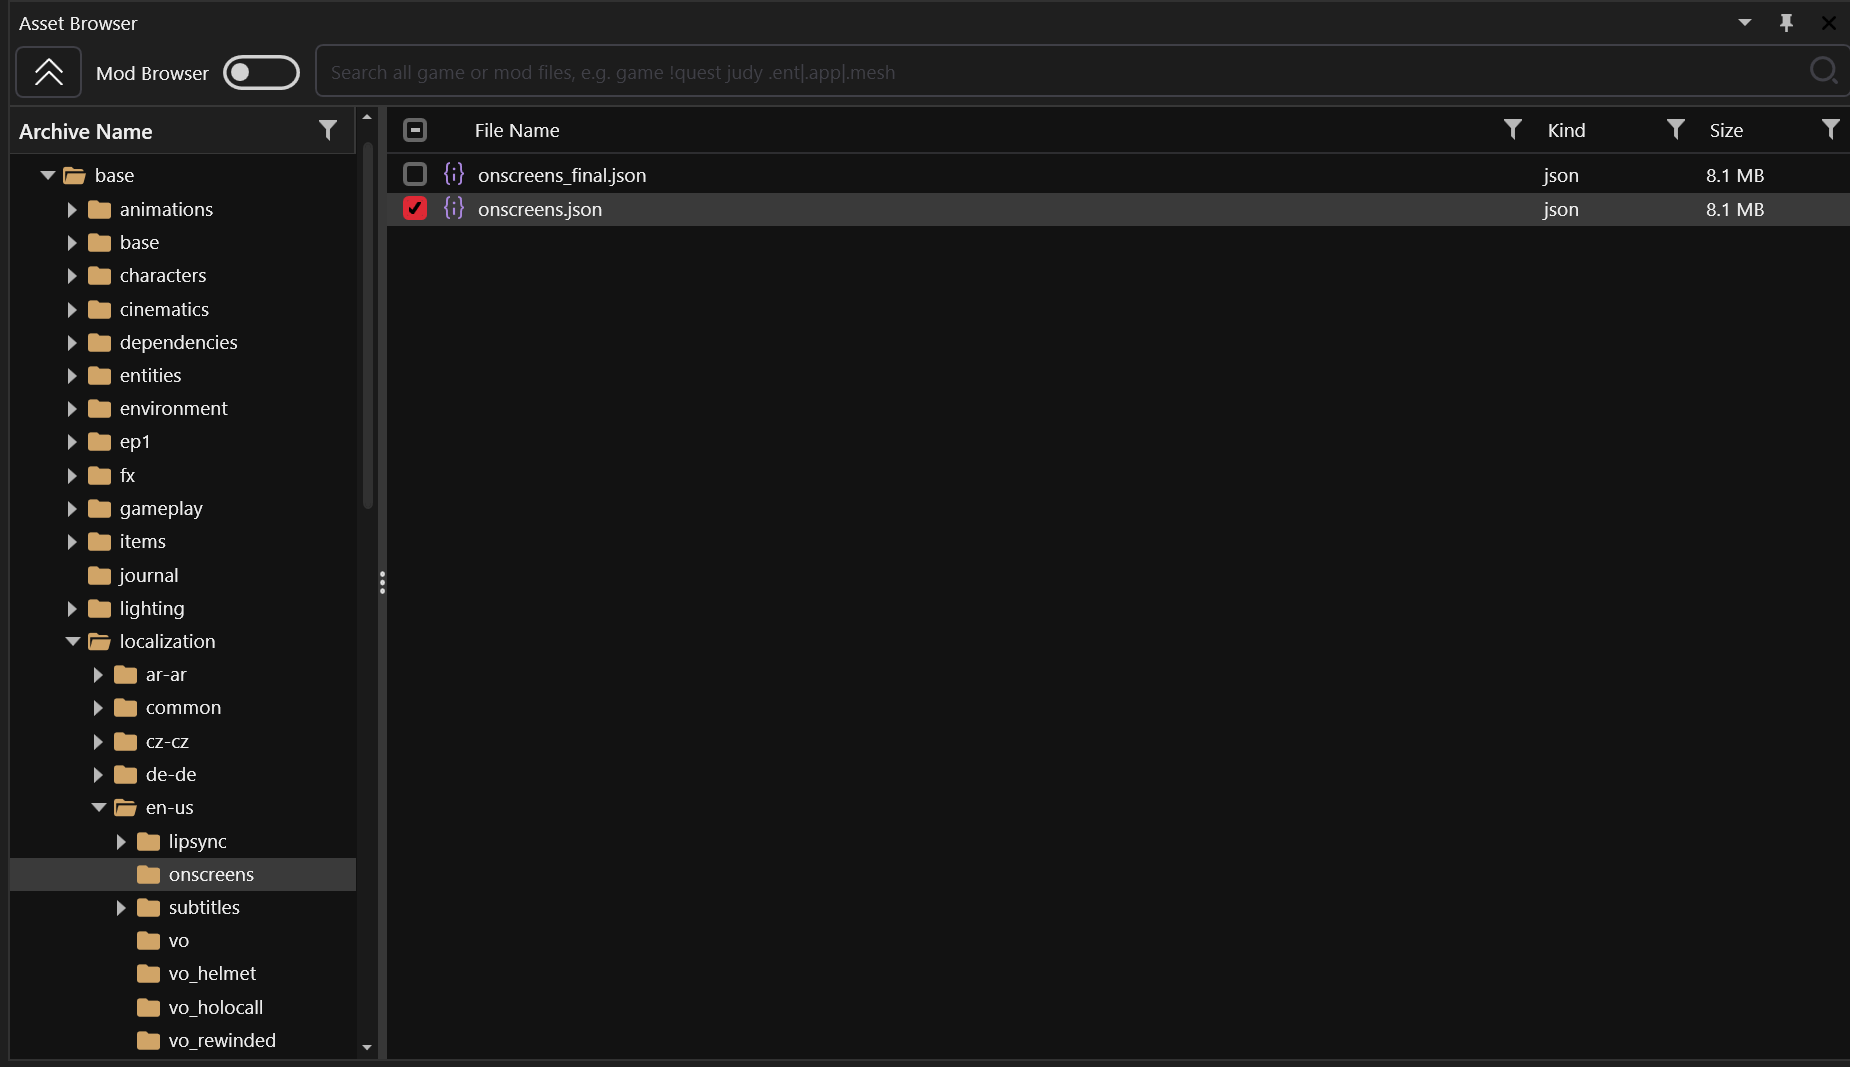 Asset Browser
Mod Browser
Search all game or mod files, e.g. game !quest judy .ent|.app|.mesh
Archive Name
File Name Kind Size
base
animations
base
characters
cinematics
dependencies
entities
environment
ep1
fx
gameplay
items
journal
lighting
localization
ar-ar
common
cz-cz
de-de
en-us
lipsync
onscreens
subtitles
vo
vo_helmet
vo_holocall
vo_rewinded
onscreens_final.json json 8.1 MB
onscreens.json json 8.1 MB